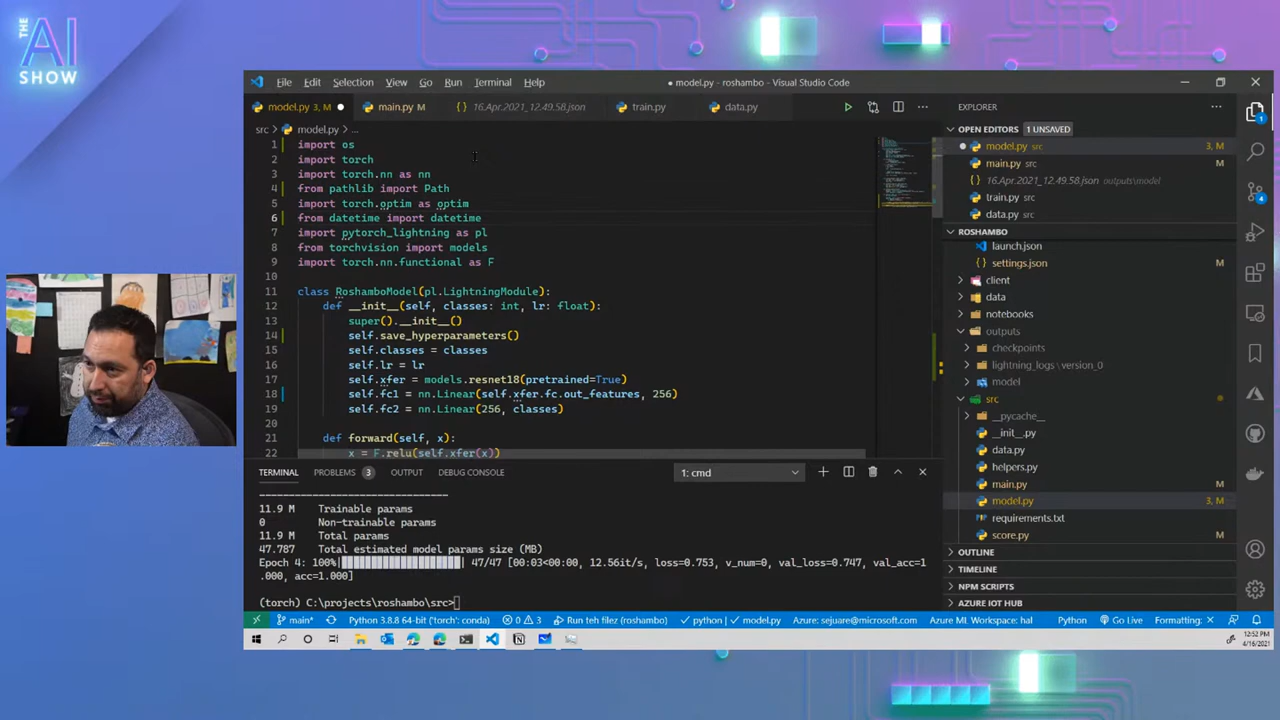 THE
AI
SHOW
File Edit Selection View Go Run Terminal Help
● model.py - roshambo - Visual Studio Code
model.py 3, M ●
main.py M
{} 16.Apr.2021_12.49.58.json
train.py
data.py
src > model.py > ...
1 import os
2 import torch
3 import torch.nn as nn
4 from pathlib import Path
5 import torch.optim as optim
6 from datetime import datetime
7 import pytorch_lightning as pl
8 from torchvision import models
9 import torch.nn.functional as F
10
11 class RoshamboModel(pl.LightningModule):
12 def __init__(self, classes: int, lr: float):
13 super().__init__()
14 self.save_hyperparameters()
15 self.classes = classes
16 self.lr = lr
17 self.xfer = models.resnet18(pretrained=True)
18 self.fc1 = nn.Linear(self.xfer.fc.out_features, 256)
19 self.fc2 = nn.Linear(256, classes)
20
21 def forward(self, x):
22 x = F.relu(self.xfer(x))
TERMINAL PROBLEMS 3 OUTPUT DEBUG CONSOLE
1: cmd
-------------------------------
11.9 M Trainable params
0 Non-trainable params
11.9 M Total params
47.787 Total estimated model params size (MB)
Epoch 4: 100%| | 47/47 [00:03<00:00, 12.56it/s, loss=0.753, v_num=0, val_loss=0.747, val_acc=1
.000, acc=1.000]
(torch) C:\projects\roshambo\src>
EXPLORER
OPEN EDITORS 1 UNSAVED
● model.py src 3, M
main.py src M
{} 16.Apr.2021_12.49.58.json outputs\model
train.py src
data.py src
ROSHAMBO
launch.json
settings.json M
client
data
notebooks
outputs
checkpoints
lightning_logs \ version_0
model
src
__pycache__
__init__.py
data.py
helpers.py
main.py M
model.py 3, M
requirements.txt
score.py M
OUTLINE
TIMELINE
NPM SCRIPTS
AZURE IOT HUB
1
4
main* Python 3.8.8 64-bit ('torch': conda) 0 3 Run teh filez (roshambo) python | model.py Azure: sejuare@microsoft.com Azure ML Workspace: hal Python Go Live Formatting: ×
12:52 PM
4/16/2021